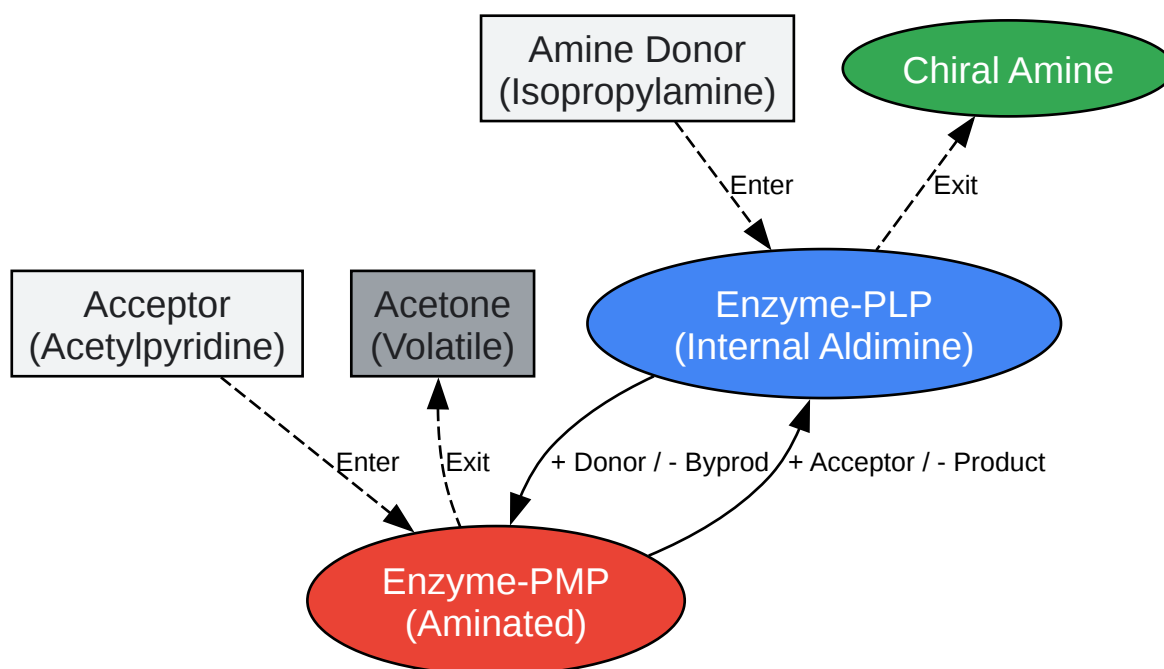 Amine Donor
(Isopropylamine)
Chiral Amine
Enter
Exit
Acceptor
(Acetylpyridine)
Acetone
(Volatile)
Enzyme-PLP
(Internal Aldimine)
Enter
Exit
+ Donor / - Byprod
+ Acceptor / - Product
Enzyme-PMP
(Aminated)